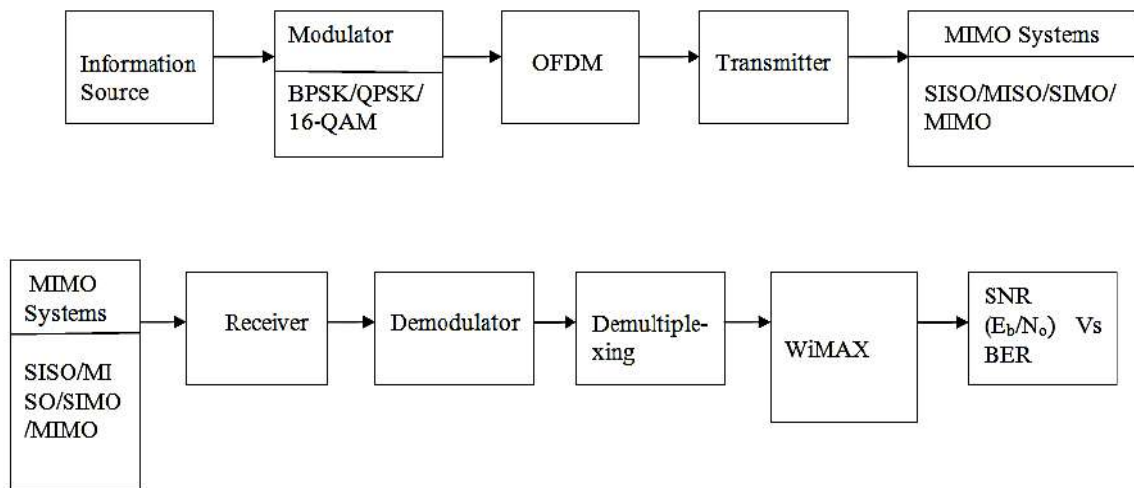 Information
Source
Modulator
BPSK/QPSK/
16-QAM
OFDM
Transmitter
MIMO Systems
SISO/MISO/SIMO/
MIMO
MIMO
Systems
SISO/MI
SO/SIMO
/MIMO
Receiver
Demodulator
Demultiple-
xing
WiMAX
SNR
(Eb/No) Vs
BER